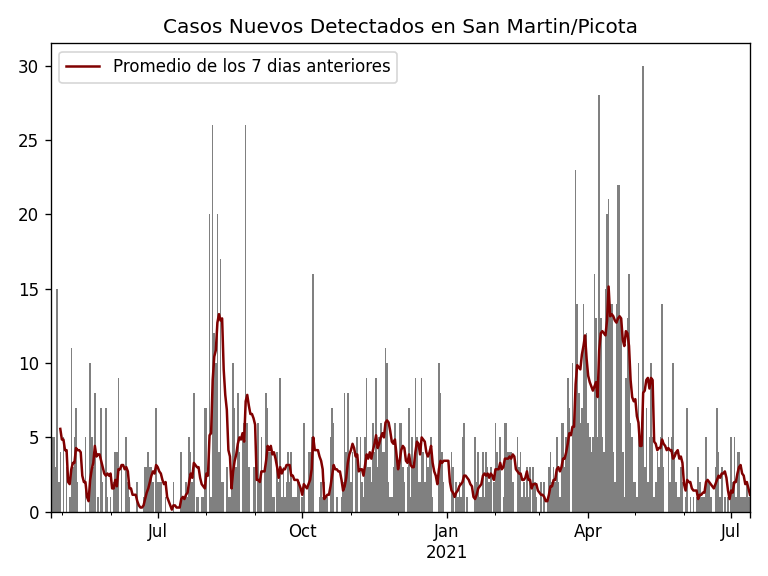 Casos Nuevos Detectados en San Martin/Picota
Promedio de los 7 dias anteriores
30
25
20
15
10
5
0
Jul
Oct
Jan
2021
Apr
Jul